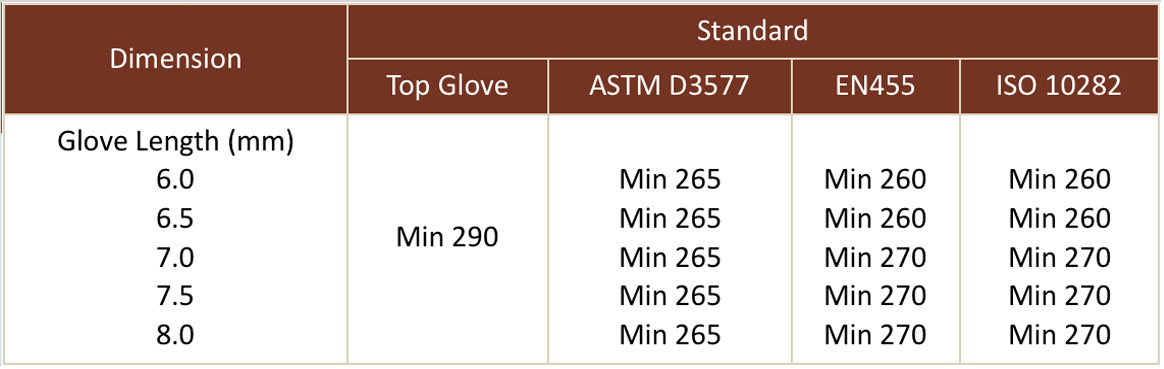 Dimension
Standard
Top Glove ASTM D3577 EN455 ISO 10282
Glove Length (mm)
6.0 Min 265 Min 260 Min 260
6.5 Min 265 Min 260 Min 260
Min 290
7.0 Min 265 Min 270 Min 270
7.5 Min 265 Min 270 Min 270
8.0 Min 265 Min 270 Min 270